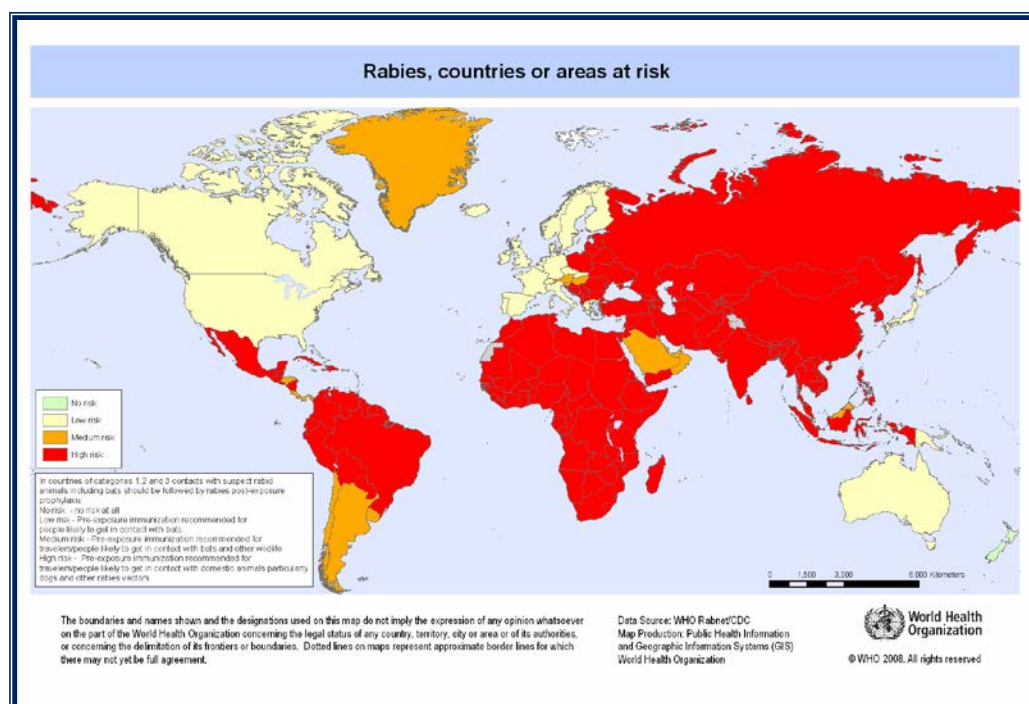 Rabies, countries or areas at risk
No risk
Low risk
Medium risk
High risk
In countries of categories 1,2 and 3 contacts with suspect rabid
animals including bats should be followed by rabies post-exposure
prophylaxis
No risk - no risk at all
Low risk - Pre-exposure immunization recommended for
people likely to get in contact with bats
Medium risk - Pre-exposure immunization recommended for
travelers/people likely to get in contact with bats and other wildlife
High risk - Pre-exposure immunization recommended for
travelers/people likely to get in contact with domestic animals particularly
dogs and other rabies vectors
0 1,500 3,000 6,000 Kilometers
The boundaries and names shown and the designations used on this map do not imply the expression of any opinion whatsoever
on the part of the World Health Organization concerning the legal status of any country, territory, city or area or of its authorities,
or concerning the delimitation of its frontiers or boundaries. Dotted lines on maps represent approximate border lines for which
there may not yet be full agreement.
Data Source: WHO Rabnet/CDC
Map Production: Public Health Information
and Geographic Information Systems (GIS)
World Health Organization
World Health
Organization
© WHO 2008. All rights reserved